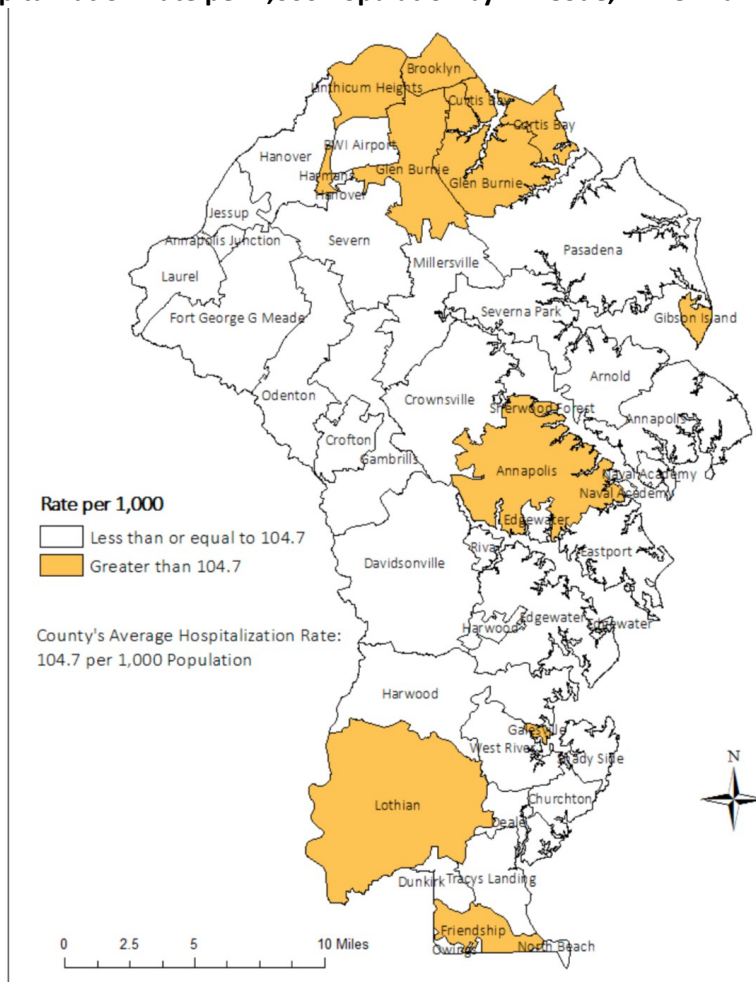 Brooklyn
Linthicum Heights
Curtis Bay
Curtis Bay
BWI Airport
Hanover
Glen Burnie
Harmans
Glen Burnie
Hanover
Jessup
Annapolis Junction
Severn
Pasadena
Millersville
Laurel
Severna Park
Gibson Island
Fort George G Meade
Arnold
Odenton
Crownsville
Sherwood Forest
Annapolis
Crofton
Gambrills
Annapolis
Naval Academy
Naval Academy
Rate per 1,000
Edgewater
Less than or equal to 104.7
Riva
Eastport
Greater than 104.7
Davidsonville
Edgewater
Edgewater
Harwood
County's Average Hospitalization Rate:
104.7 per 1,000 Population
Harwood
Galesville
West River
Shady Side
N
Lothian
Churchton
Deale
Dunkirk
Tracys Landing
Friendship
Owings
North Beach
0 2.5 5 10 Miles